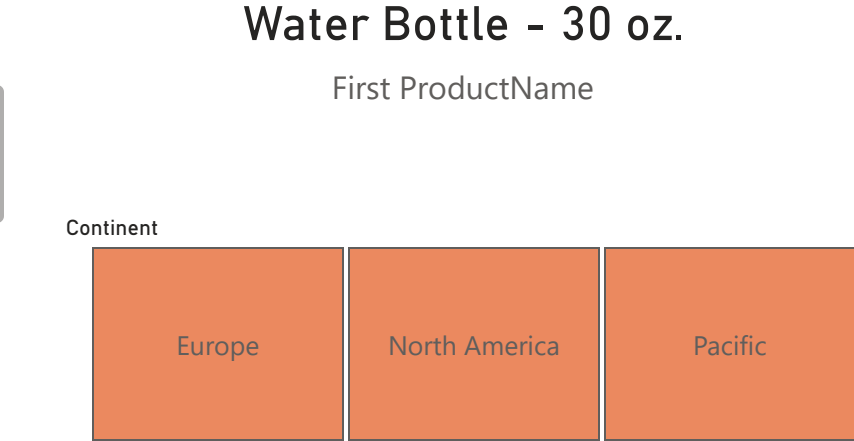 Water Bottle - 30 oz.
First ProductName
Continent
Europe North America Pacific